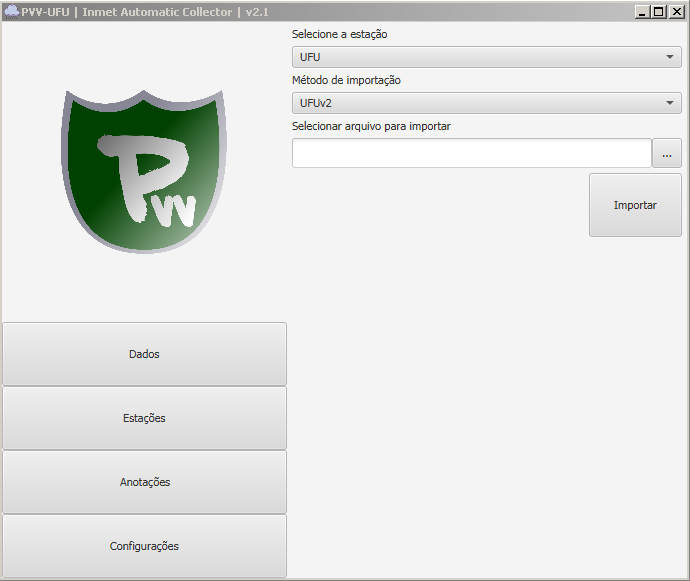 PVV-UFU | Inmet Automatic Collector | v2.1
Selecione a estação
UFU
Método de importação
UFUv2
Selecionar arquivo para importar
...
Importar
PVV
Dados
Estações
Anotações
Configurações